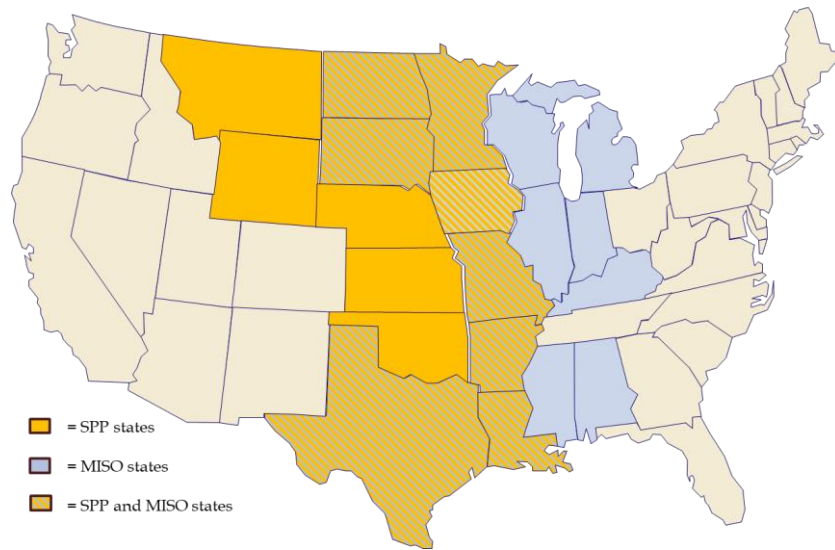 = SPP states
= MISO states
= SPP and MISO states